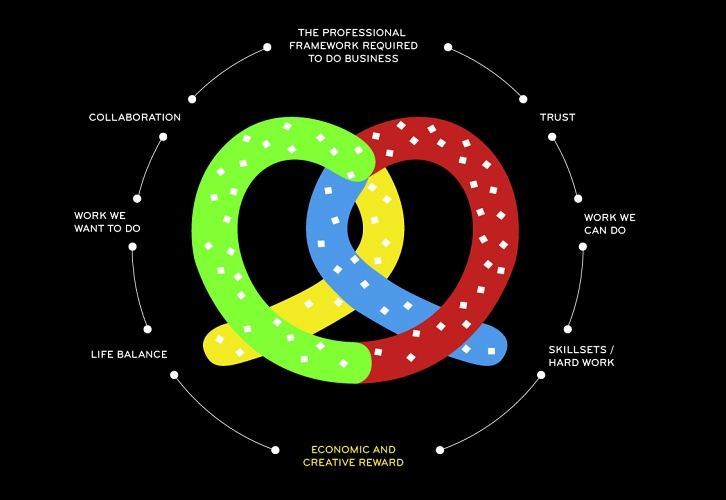 THE PROFESSIONAL
FRAMEWORK REQUIRED
TO DO BUSINESS
COLLABORATION
TRUST
WORK WE
WANT TO DO
WORK WE
CAN DO
LIFE BALANCE
SKILLSETS /
HARD WORK
ECONOMIC AND
CREATIVE REWARD